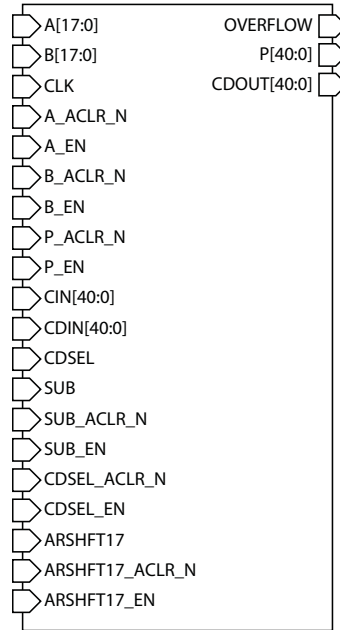 A[17:0] OVERFLOW
B[17:0] P[40:0]
CLK CDOUT[40:0]
A_ACLR_N
A_EN
B_ACLR_N
B_EN
P_ACLR_N
P_EN
CIN[40:0]
CDIN[40:0]
CDSEL
SUB
SUB_ACLR_N
SUB_EN
CDSEL_ACLR_N
CDSEL_EN
ARSHFT17
ARSHFT17_ACLR_N
ARSHFT17_EN